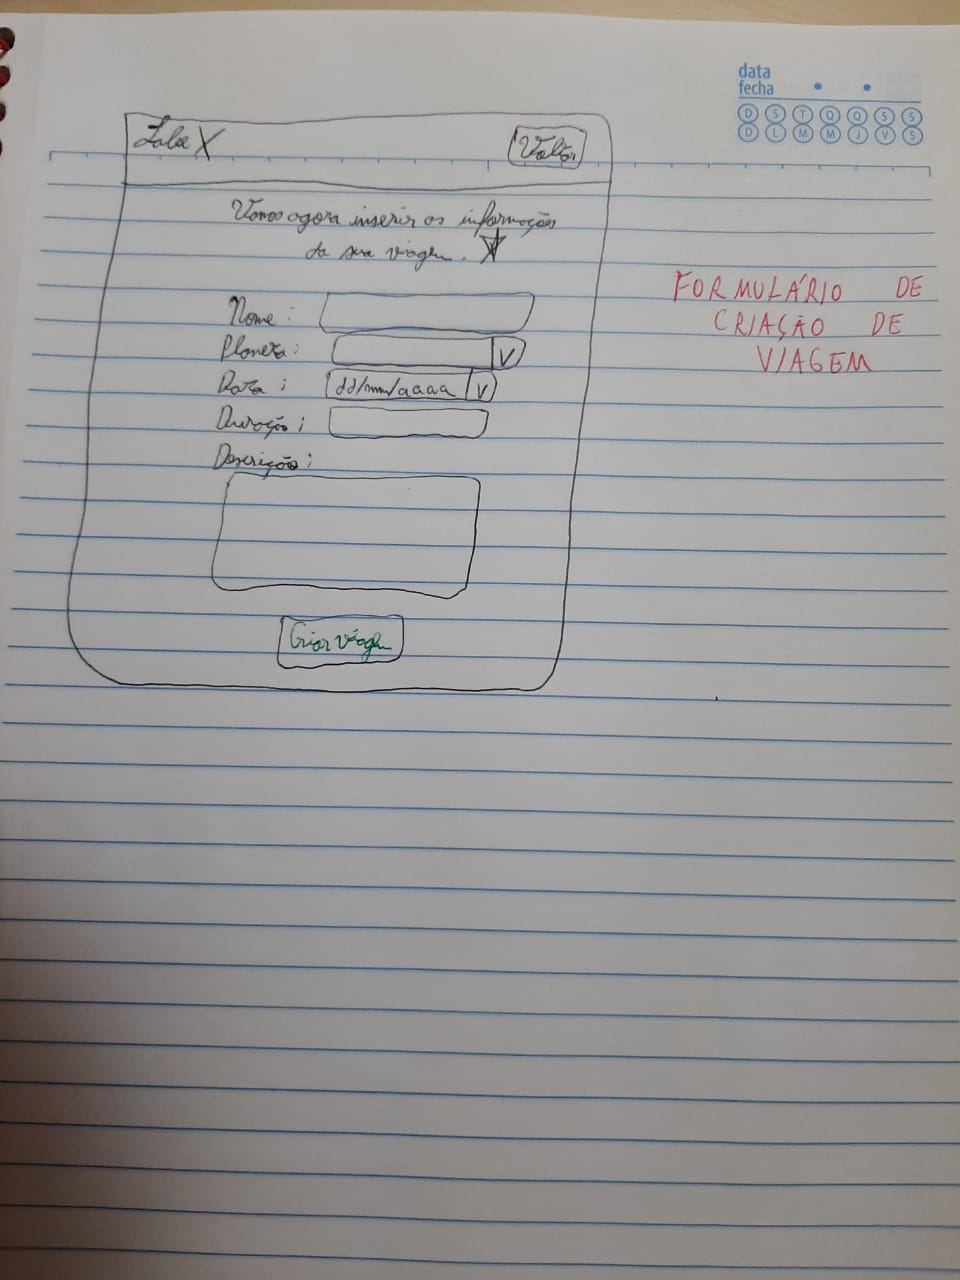 data
fecha
D S T Q Q S S
D L M M J V S
Labe X
Voltar
Vamos agora inserir as informações
da sua viagem.
FORMULÁRIO DE
CRIAÇÃO DE
VIAGEM
Nome:
Planeta:
V
Data:
dd/mm/aaaa
V
Duração:
Descrição:
Criar viagem